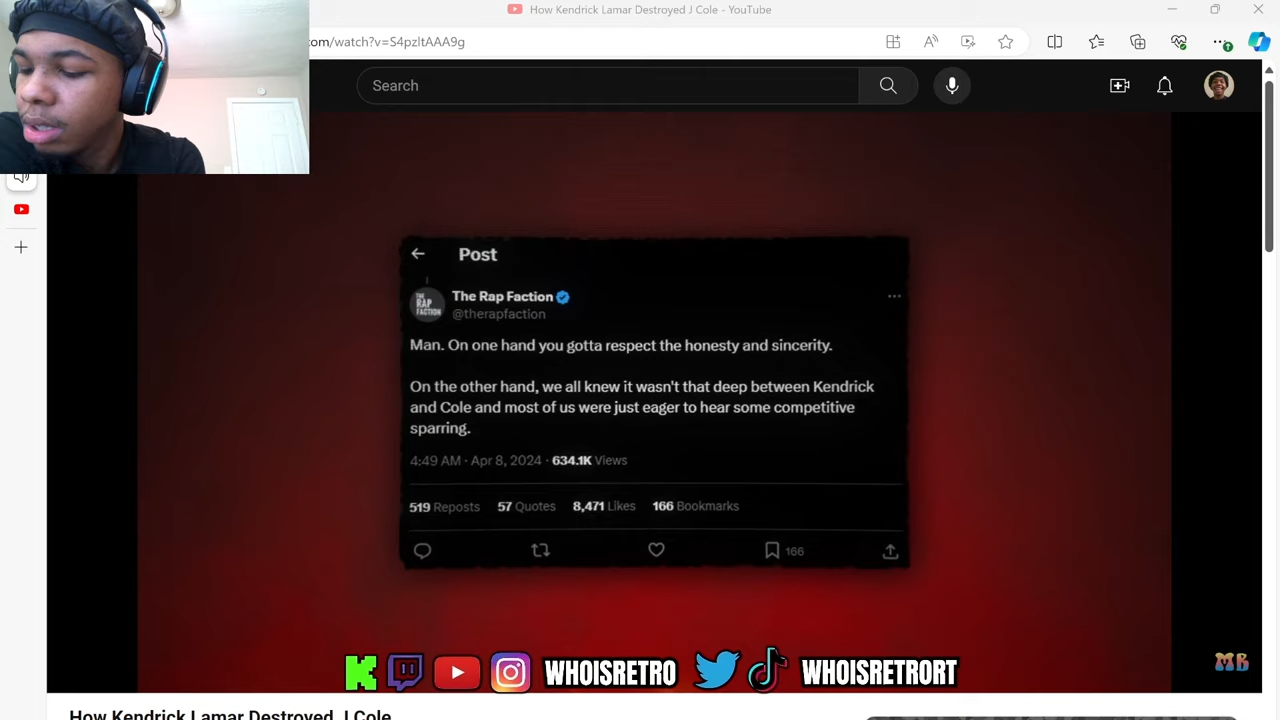 How Kendrick Lamar Destroyed J Cole - YouTube
com/watch?v=S4pzltAAA9g
Search
Post
THE RAP FACTION
The Rap Faction
@therapfaction
Man. On one hand you gotta respect the honesty and sincerity.
On the other hand, we all knew it wasn't that deep between Kendrick
and Cole and most of us were just eager to hear some competitive
sparring.
4:49 AM · Apr 8, 2024 · 634.1K Views
519 Reposts 57 Quotes 8,471 Likes 166 Bookmarks
166
WHOISRETRO WHOISRETRORT
MB
How Kendrick Lamar Destroyed J Cole